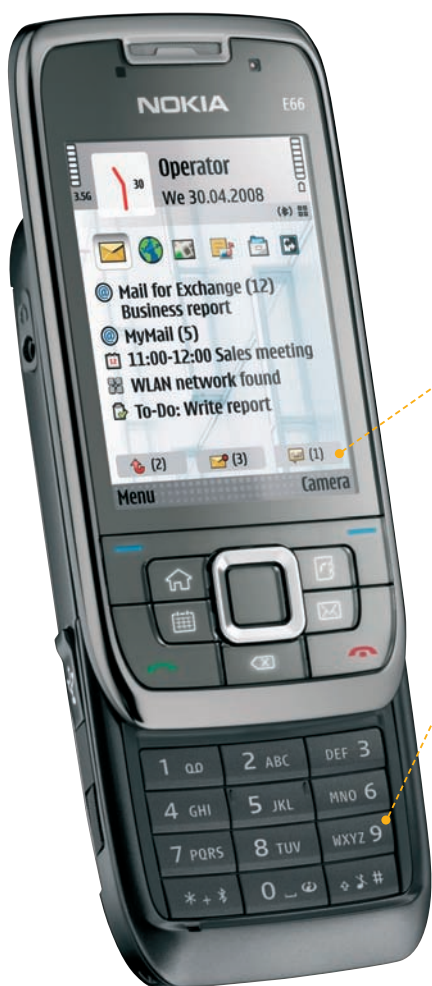 NOKIA E66
Operator
3.5G 30 We 30.04.2008
Mail for Exchange (12)
Business report
MyMail (5)
12 11:00-12:00 Sales meeting
WLAN network found
To-Do: Write report
(2) (3) (1)
Menu Camera
1 2 ABC DEF 3
4 GHI 5 JKL MNO 6
7 PQRS 8 TUV WXYZ 9
* + 0 #